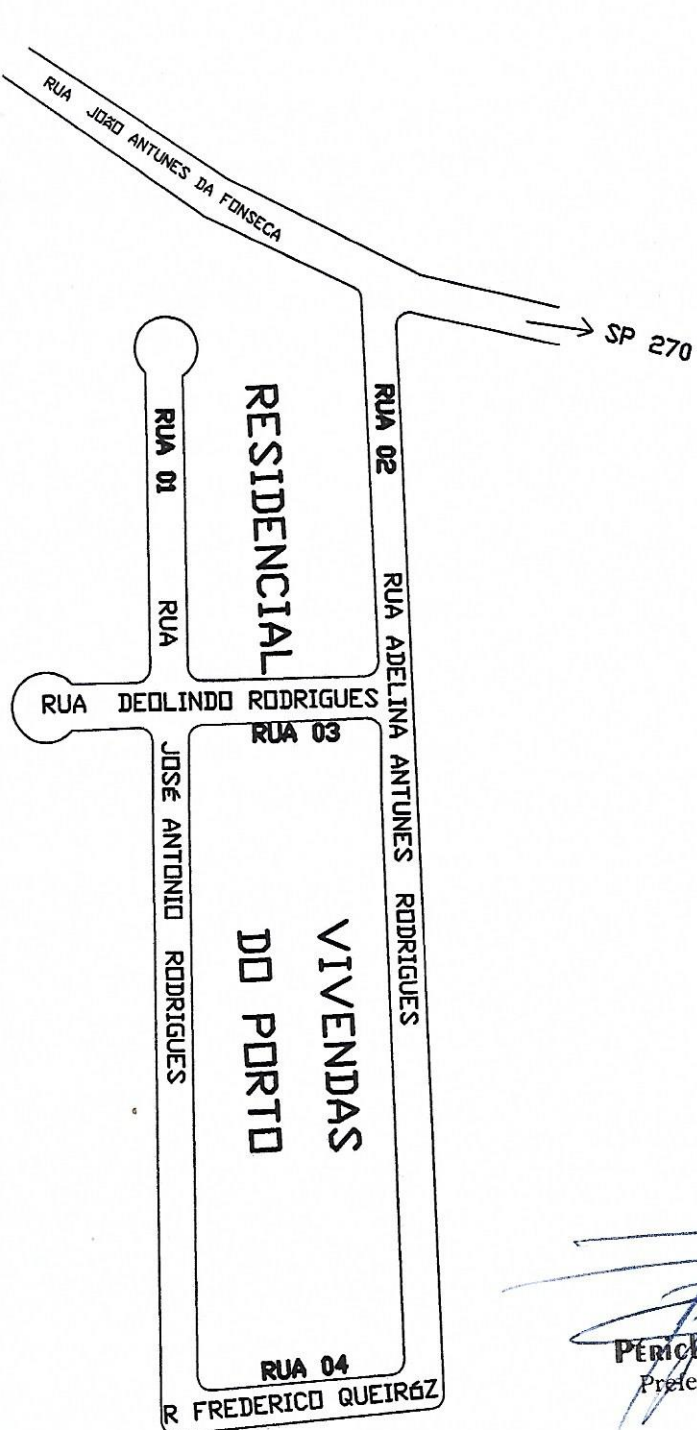 RUA JOÃO ANTUNES DA FONSECA
SP 270
RUA 01
RUA 02
RESIDENCIAL
RUA JOSÉ ANTONIO RODRIGUES
RUA ADELINA ANTUNES RODRIGUES
RUA DEOLINDO RODRIGUES
RUA 03
VIVENDAS
DO PORTO
RUA 04
R FREDERICO QUEIRÓZ